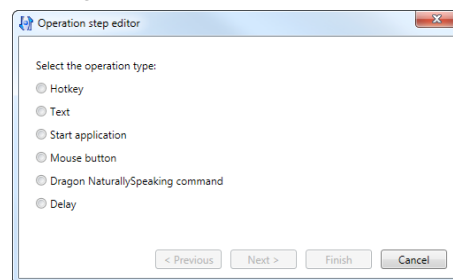 Operation step editor
Select the operation type:
Hotkey
Text
Start application
Mouse button
Dragon NaturallySpeaking command
Delay
< Previous Next > Finish Cancel